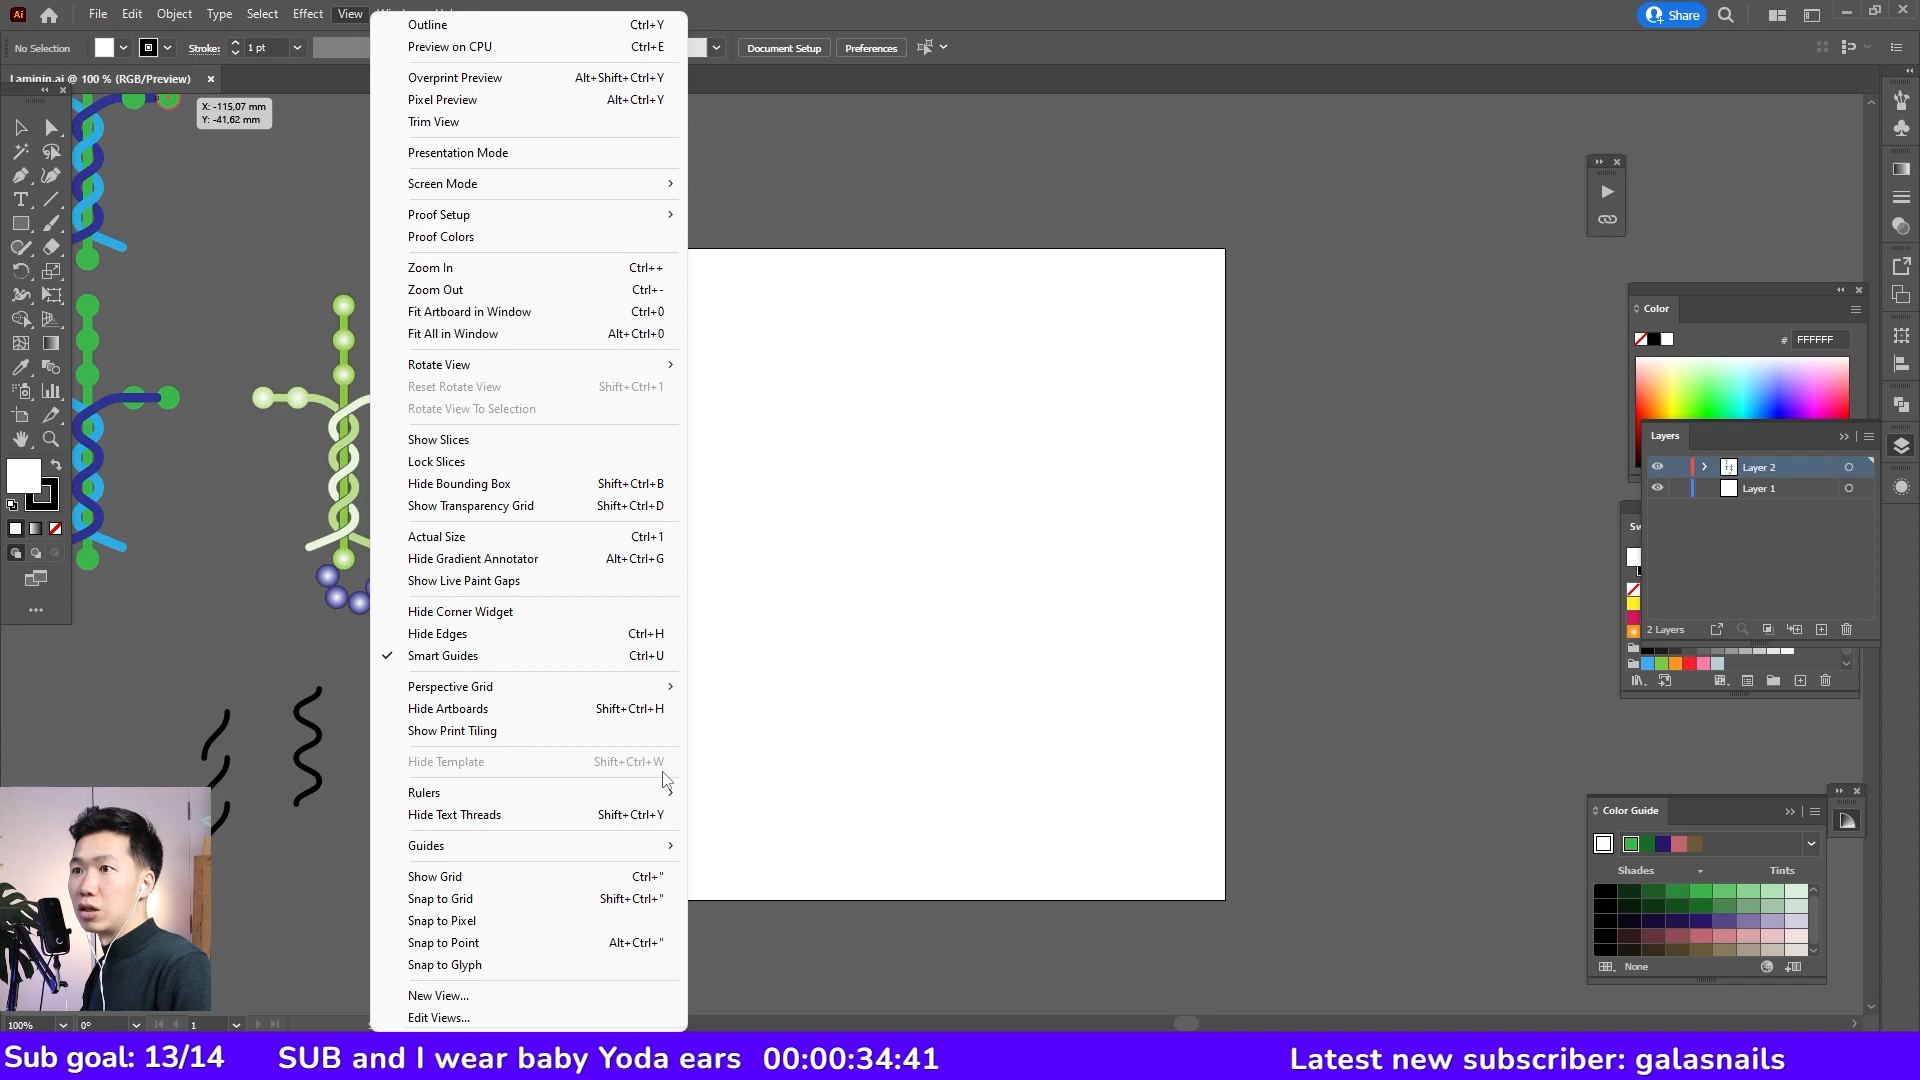 Ai
File
Edit
Object
Type
Select
Effect
View
Share
No Selection
Stroke:
1 pt
Document Setup
Preferences
Laminin.ai @ 100 % (RGB/Preview)
X: -115,07 mm
Y: -41,62 mm
Outline Ctrl+Y
Preview on CPU Ctrl+E
Overprint Preview Alt+Shift+Ctrl+Y
Pixel Preview Alt+Ctrl+Y
Trim View
Presentation Mode
Screen Mode
Proof Setup
Proof Colors
Zoom In Ctrl++
Zoom Out Ctrl+-
Fit Artboard in Window Ctrl+0
Fit All in Window Alt+Ctrl+0
Rotate View
Reset Rotate View Shift+Ctrl+1
Rotate View To Selection
Show Slices
Lock Slices
Hide Bounding Box Shift+Ctrl+B
Show Transparency Grid Shift+Ctrl+D
Actual Size Ctrl+1
Hide Gradient Annotator Alt+Ctrl+G
Show Live Paint Gaps
Hide Corner Widget
Hide Edges Ctrl+H
Smart Guides Ctrl+U
Perspective Grid
Hide Artboards Shift+Ctrl+H
Show Print Tiling
Hide Template Shift+Ctrl+W
Rulers
Hide Text Threads Shift+Ctrl+Y
Guides
Show Grid Ctrl+"
Snap to Grid Shift+Ctrl+"
Snap to Pixel
Snap to Point Alt+Ctrl+"
Snap to Glyph
New View...
Edit Views...
Color
# FFFFFF
Layers
Layer 2
Layer 1
2 Layers
Sw
Color Guide
Shades
Tints
None
100%
0°
1
Sub goal: 13/14 SUB and I wear baby Yoda ears 00:00:34:41 Latest new subscriber: galasnails